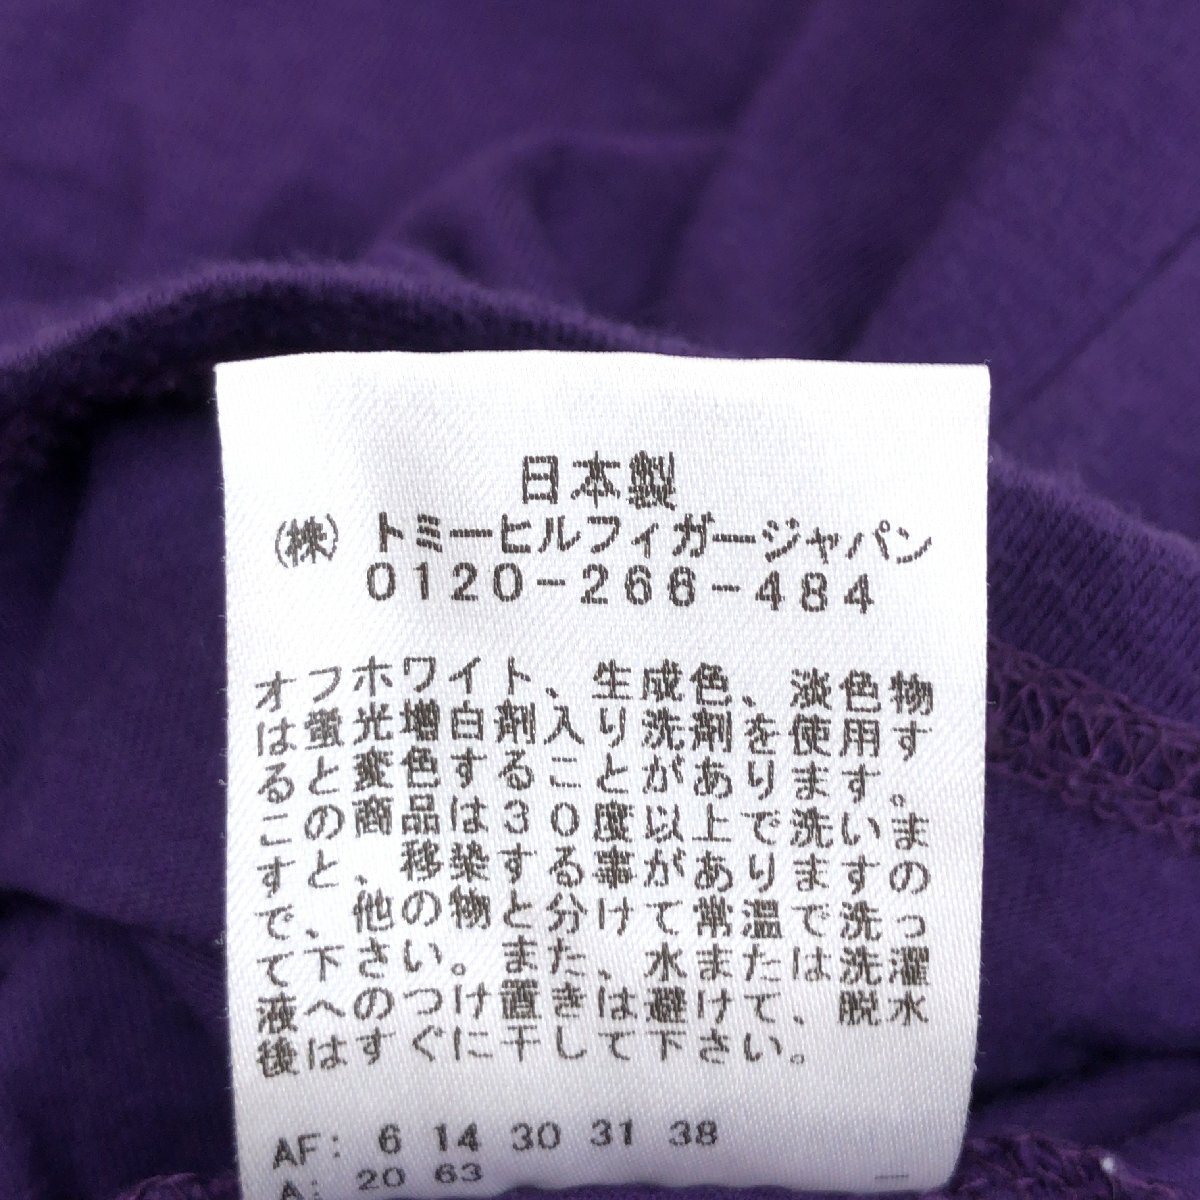 日本製
(株) トミーヒルフィガージャパン
0120-266-484
オフホワイト、生成色、淡色物
は蛍光増白剤入り洗剤を使用す
ると変色することがあります。
この商品は30度以上で洗いま
すと、移染する事がありますの
で、他の物と分けて常温で洗っ
て下さい。また、水または洗濯
液へのつけ置きは避けて、脱水
後はすぐに干して下さい。
AF: 6 14 30 31 38
A: 20 63